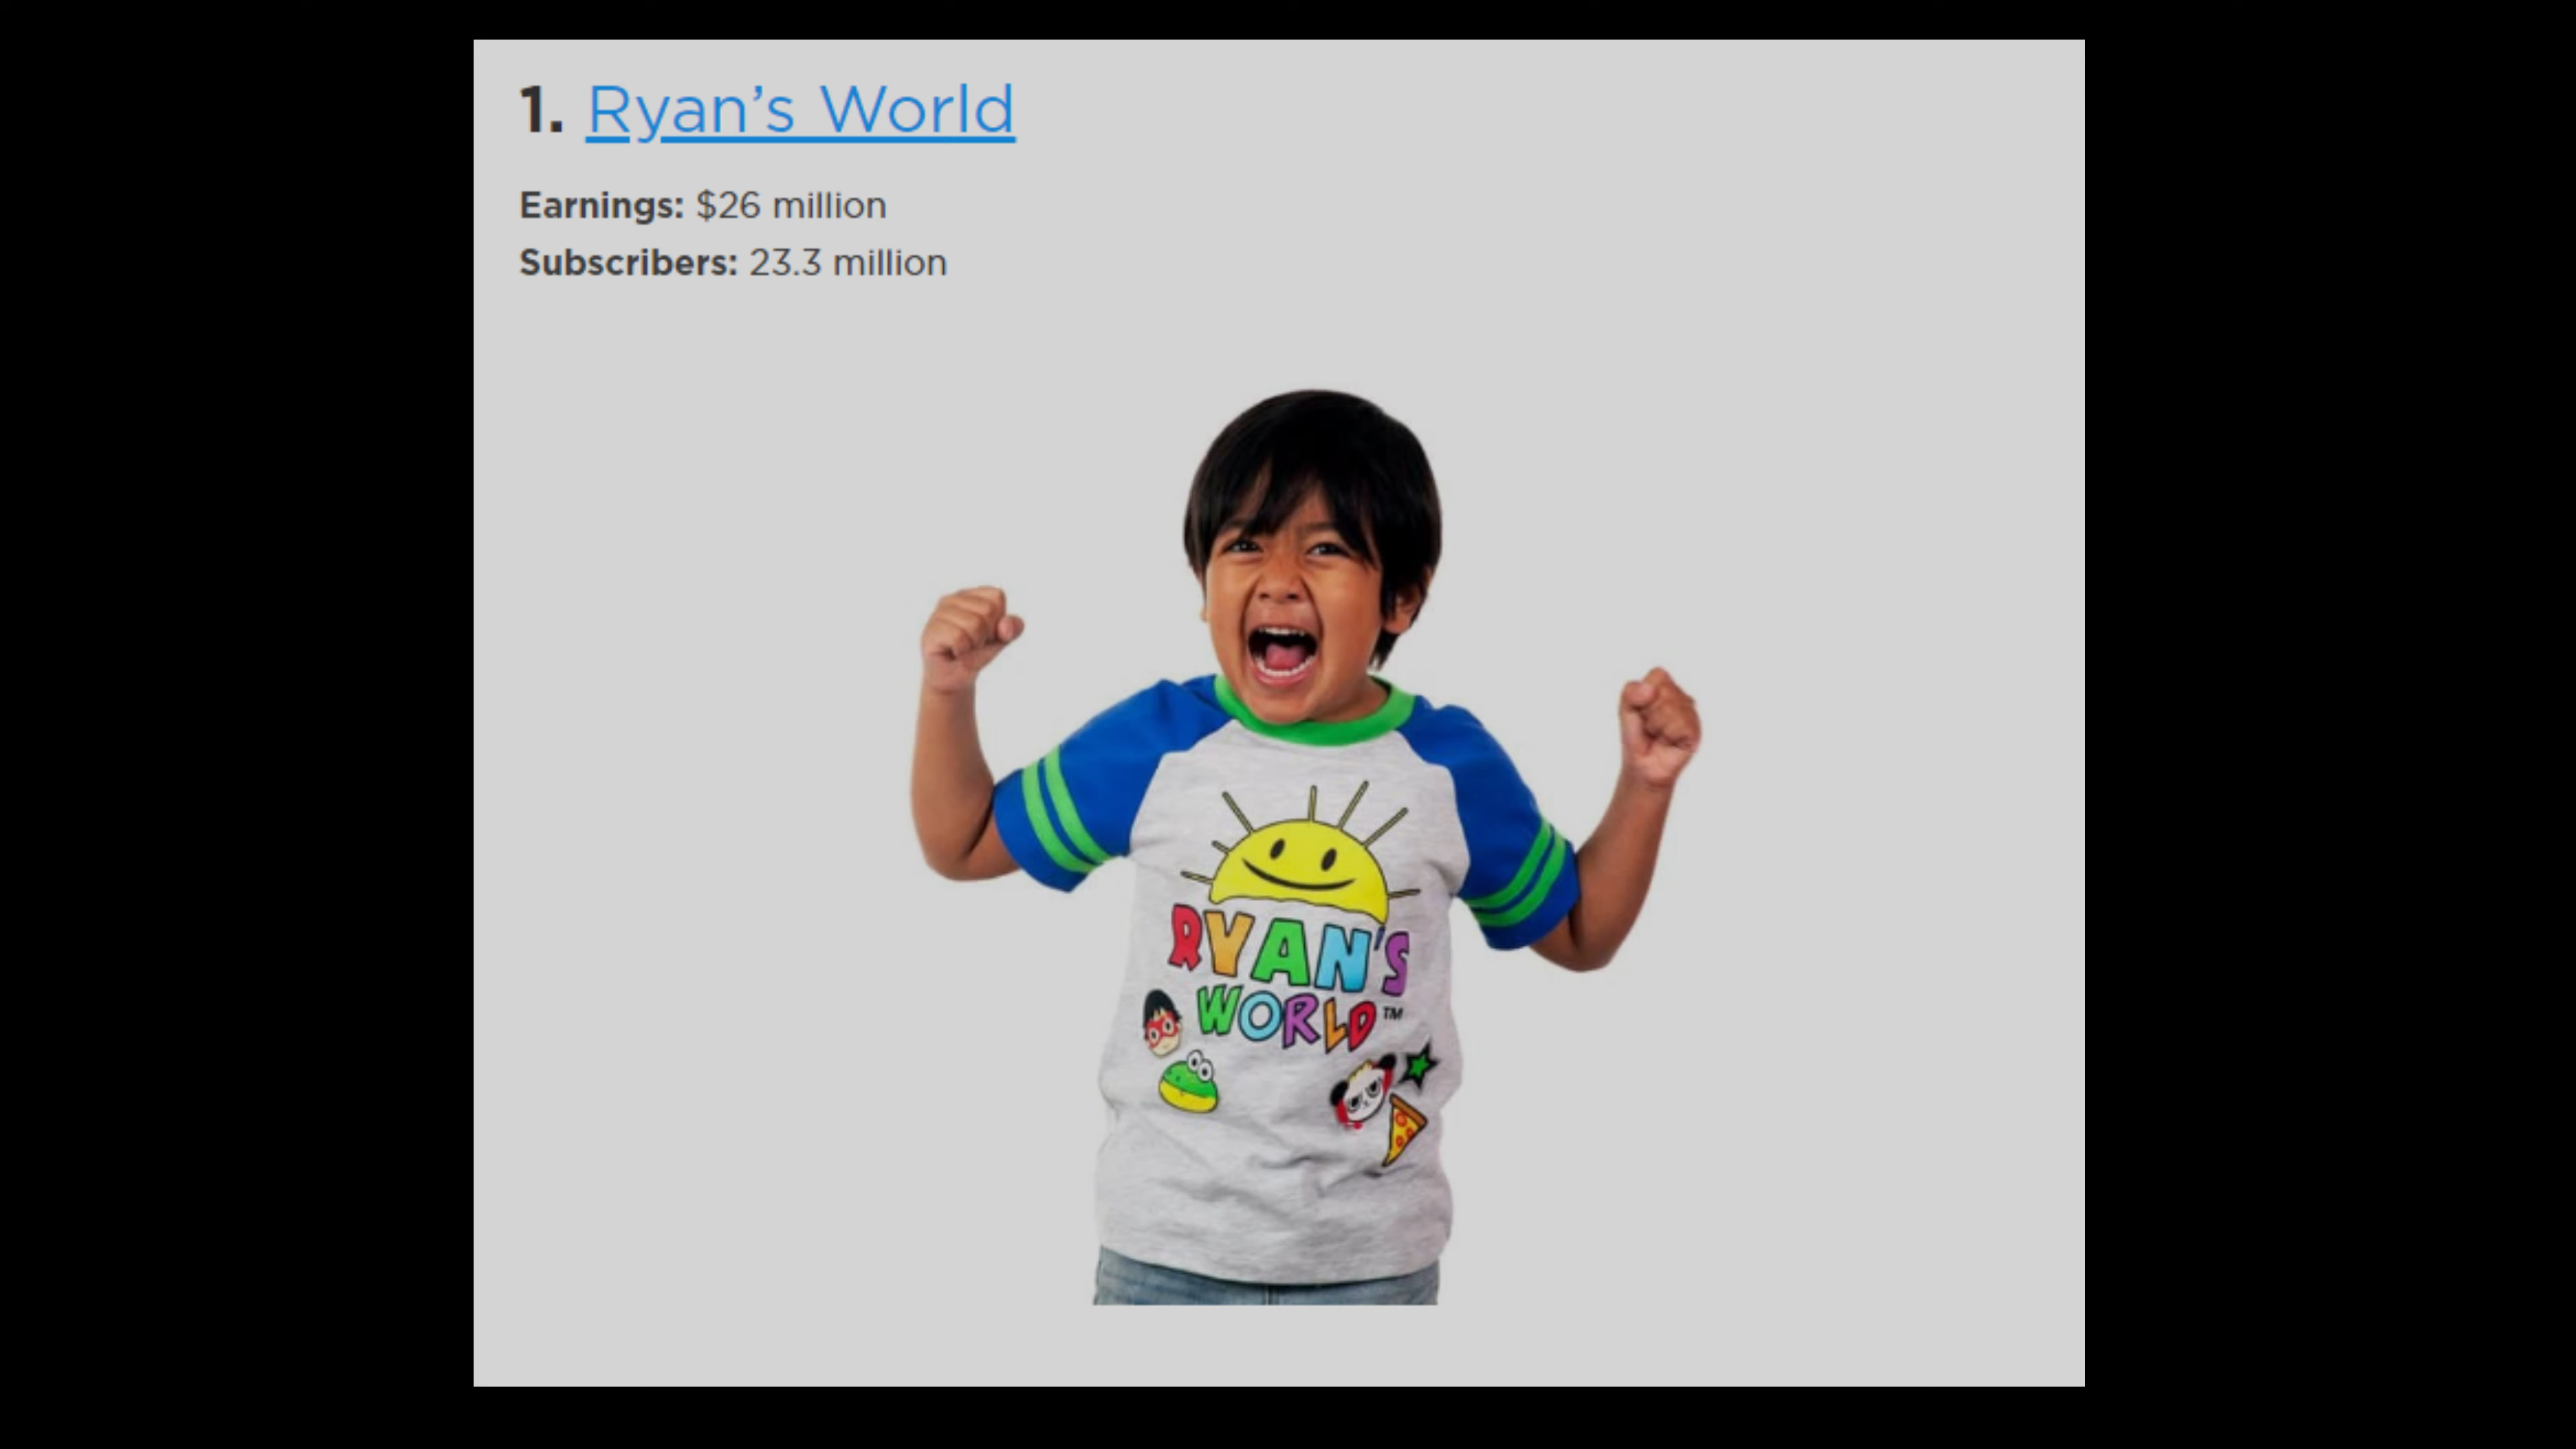 1. Ryan’s World
Earnings: $26 million
Subscribers: 23.3 million
RYAN'S
WORLD™